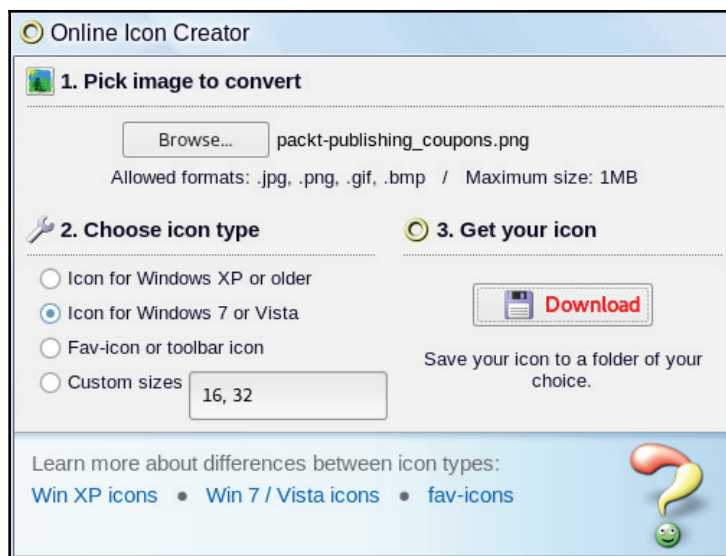 Online Icon Creator
1. Pick image to convert
Browse... packt-publishing_coupons.png
Allowed formats: .jpg, .png, .gif, .bmp / Maximum size: 1MB
2. Choose icon type
Icon for Windows XP or older
Icon for Windows 7 or Vista
Fav-icon or toolbar icon
Custom sizes 16, 32
3. Get your icon
Download
Save your icon to a folder of your
choice.
Learn more about differences between icon types:
Win XP icons ● Win 7 / Vista icons ● fav-icons